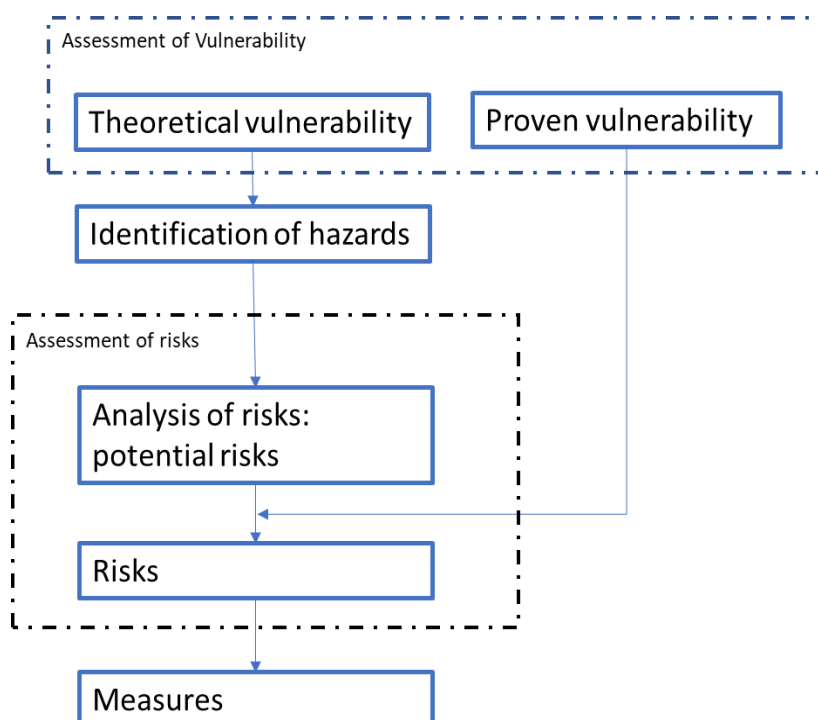 Assessment of Vulnerability
Theoretical vulnerability
Proven vulnerability
Identification of hazards
Assessment of risks
Analysis of risks:
potential risks
Risks
Measures